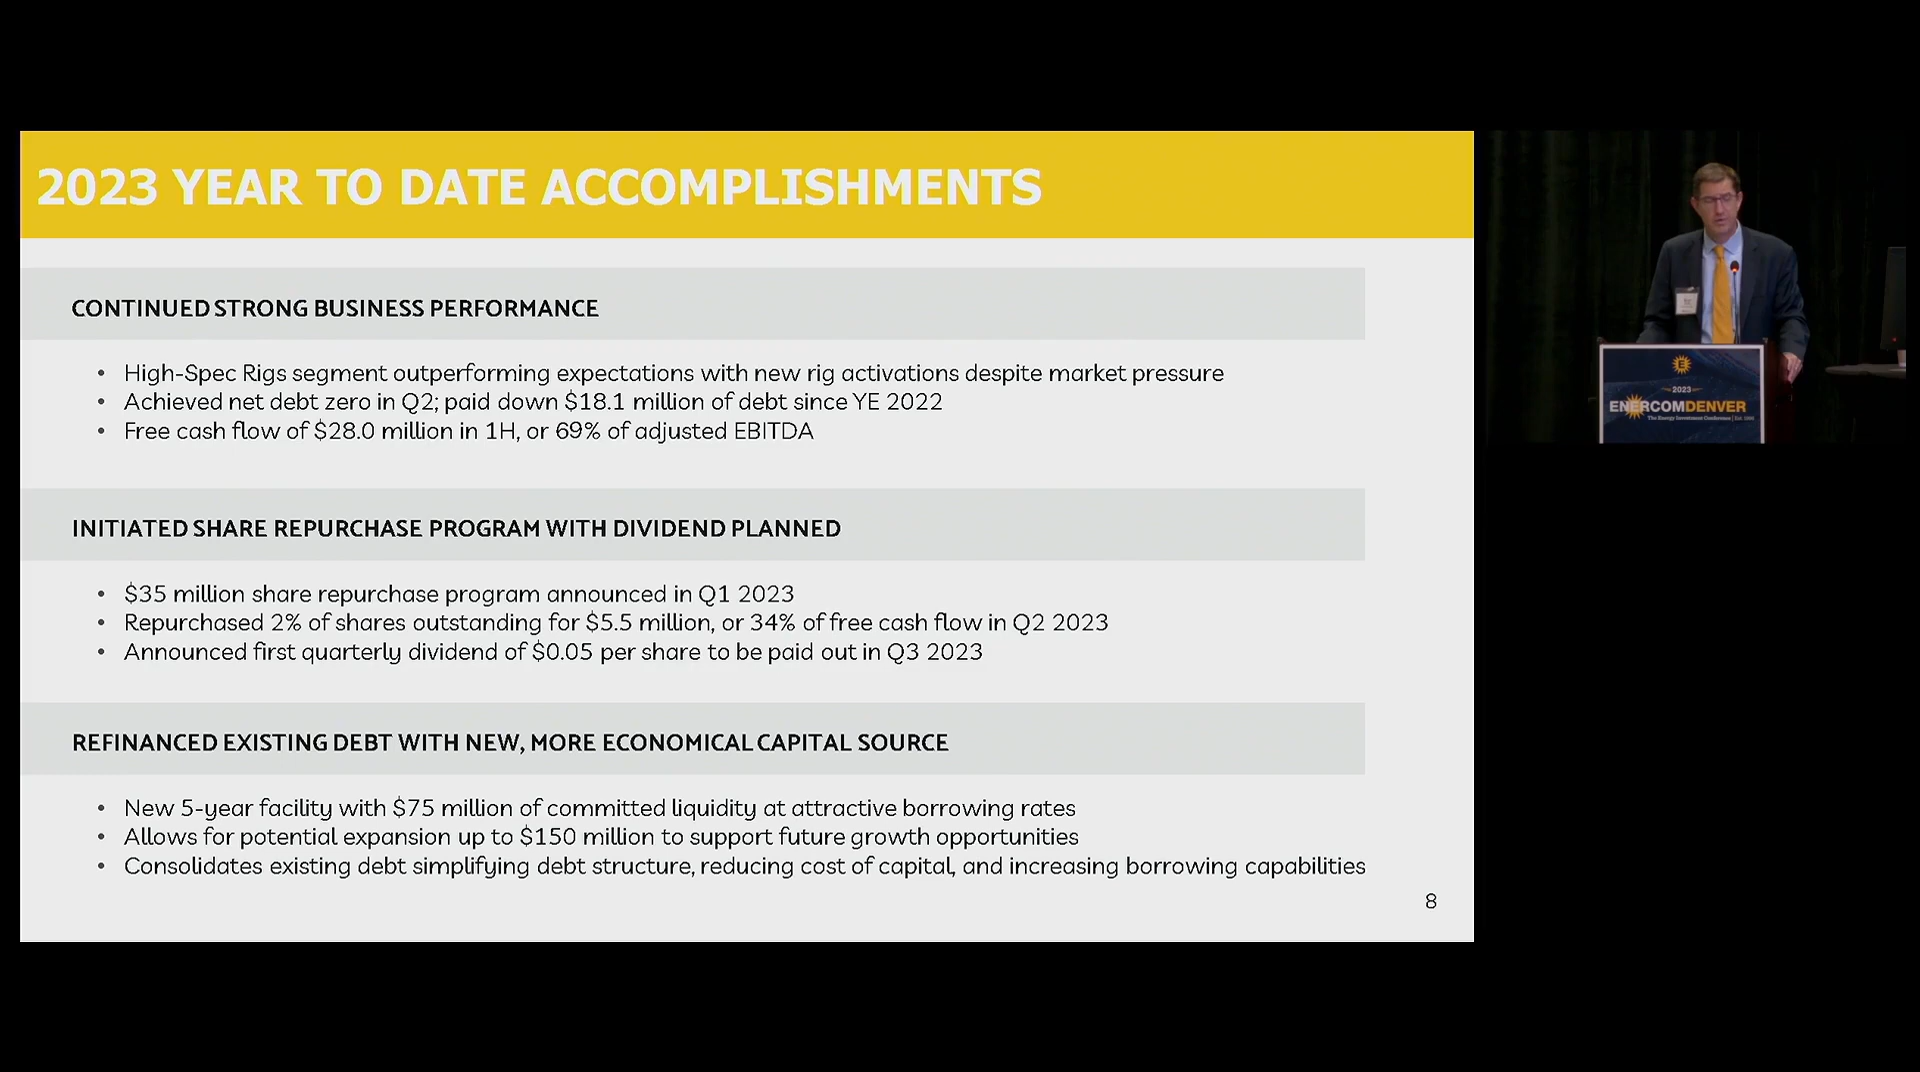 2023 YEAR TO DATE ACCOMPLISHMENTS
CONTINUED STRONG BUSINESS PERFORMANCE
• High-Spec Rigs segment outperforming expectations with new rig activations despite market pressure
• Achieved net debt zero in Q2; paid down $18.1 million of debt since YE 2022
• Free cash flow of $28.0 million in 1H, or 69% of adjusted EBITDA
INITIATED SHARE REPURCHASE PROGRAM WITH DIVIDEND PLANNED
• $35 million share repurchase program announced in Q1 2023
• Repurchased 2% of shares outstanding for $5.5 million, or 34% of free cash flow in Q2 2023
• Announced first quarterly dividend of $0.05 per share to be paid out in Q3 2023
REFINANCED EXISTING DEBT WITH NEW, MORE ECONOMICAL CAPITAL SOURCE
• New 5-year facility with $75 million of committed liquidity at attractive borrowing rates
• Allows for potential expansion up to $150 million to support future growth opportunities
• Consolidates existing debt simplifying debt structure, reducing cost of capital, and increasing borrowing capabilities
8
E
2023
ENERCOMDENVER
The Energy Investment Conference